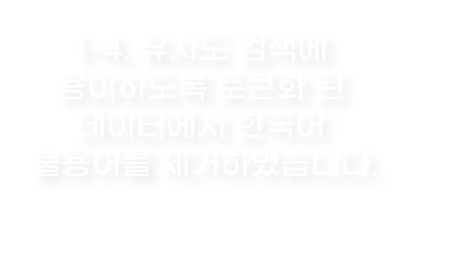 1-4. 유사도 검색에
용이하도록 토큰화 된
데이터에서 한국어
불용어를 제거하였습니다.